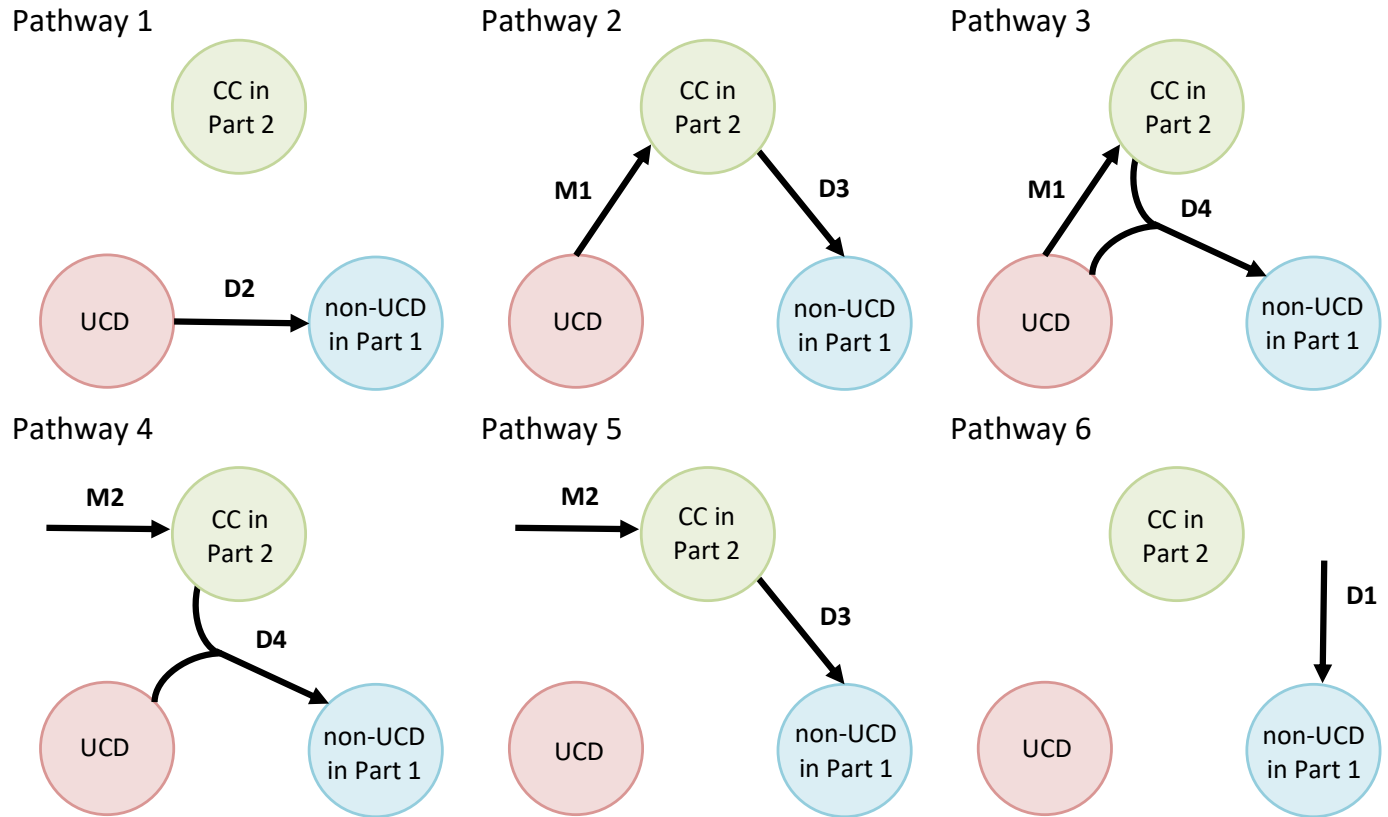 Pathway 1
CC in
Part 2
UCD
D2
non-UCD
in Part 1
Pathway 2
CC in
Part 2
M1
D3
UCD
non-UCD
in Part 1
Pathway 3
CC in
Part 2
M1
D4
UCD
non-UCD
in Part 1
Pathway 4
M2
CC in
Part 2
D4
UCD
non-UCD
in Part 1
Pathway 5
M2
CC in
Part 2
D3
UCD
non-UCD
in Part 1
Pathway 6
CC in
Part 2
D1
UCD
non-UCD
in Part 1